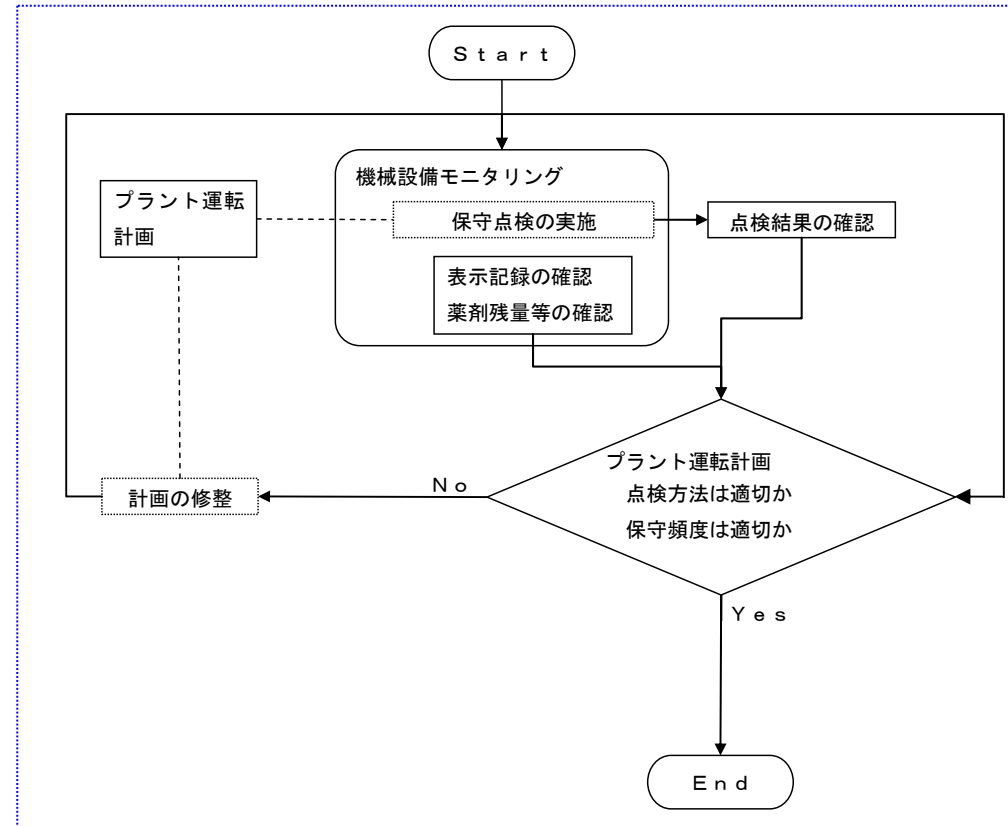 Ｓｔａｒｔ
機械設備モニタリング
プラント運転
計画
保守点検の実施
点検結果の確認
表示記録の確認
薬剤残量等の確認
プラント運転計画
点検方法は適切か
保守頻度は適切か
Ｎｏ
計画の修整
Ｙｅｓ
Ｅｎｄ